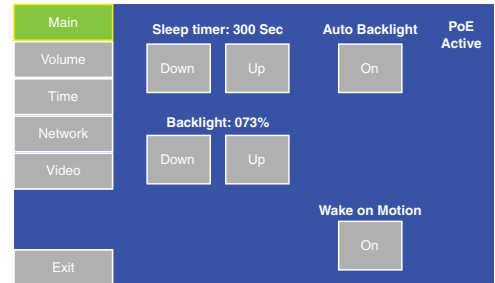 Main
Volume
Time
Network
Video
Exit
Sleep timer: 300 Sec
Down Up
Auto Backlight
On
PoE
Active
Backlight: 073%
Down Up
Wake on Motion
On